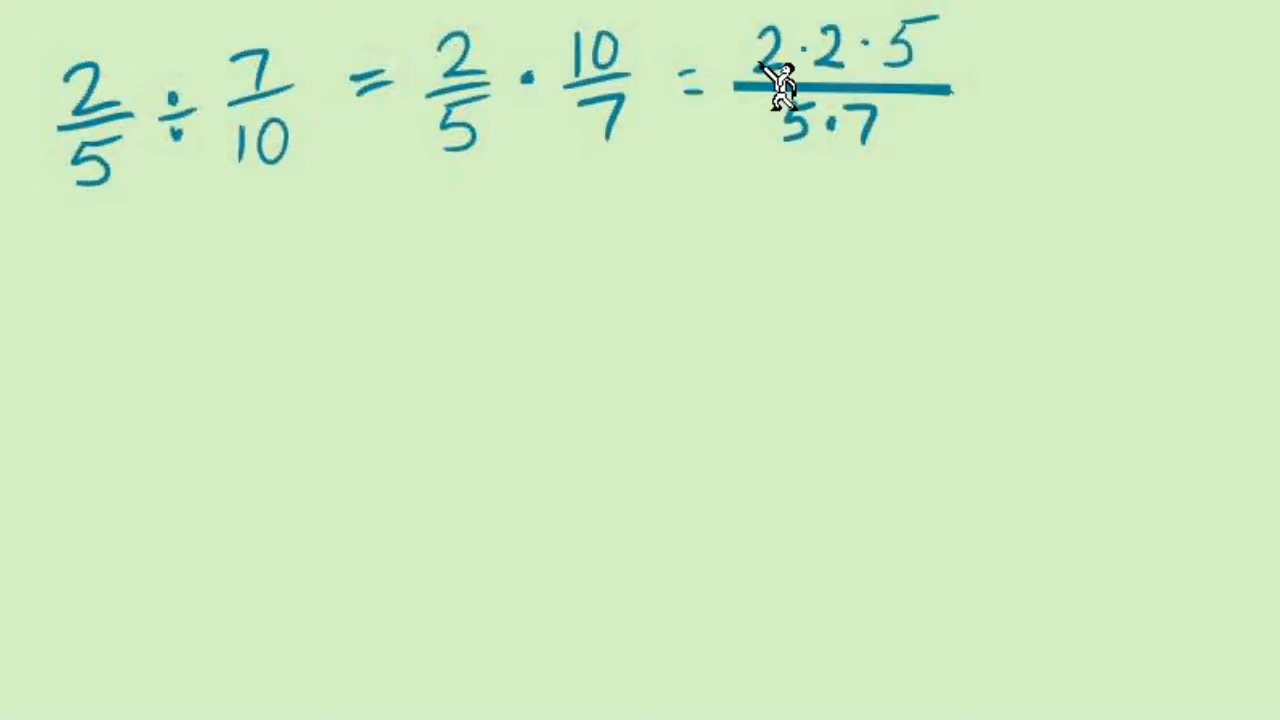 2/5 ÷ 7/10 = 2/5 · 10/7 = 2·2·5/5·7